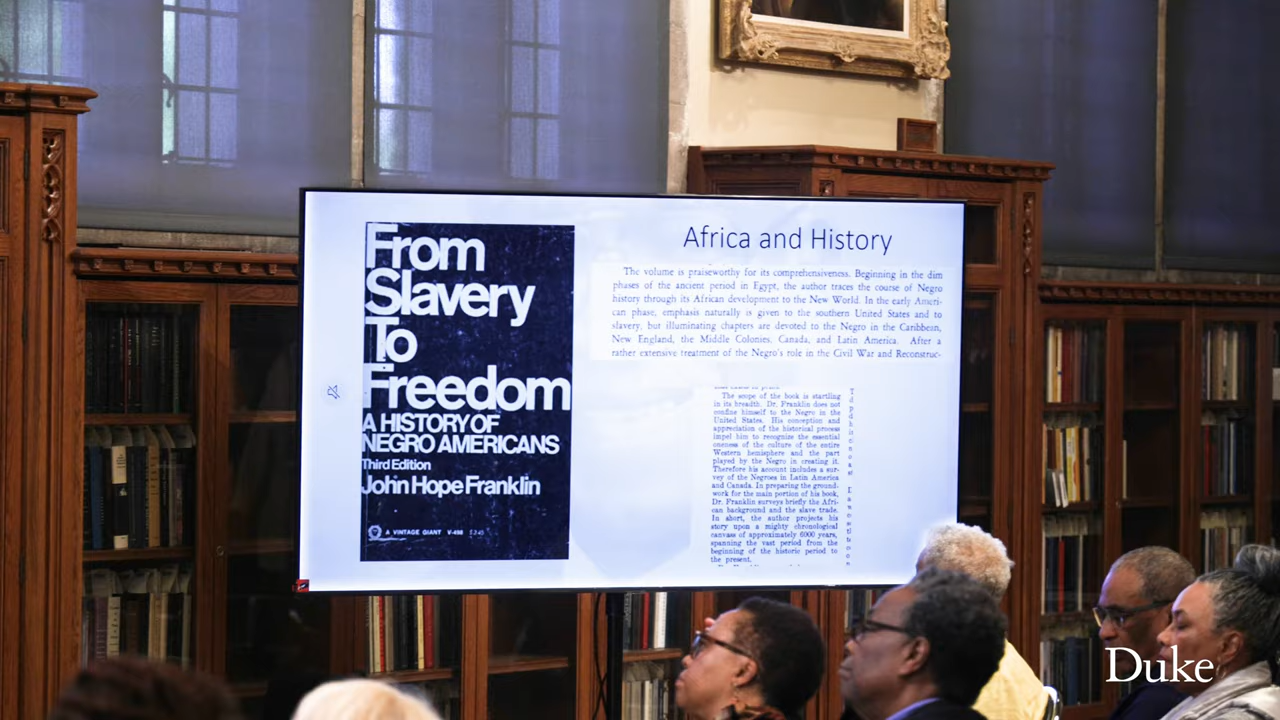 From
Slavery
To
Freedom
A HISTORY OF
NEGRO AMERICANS
Third Edition
John Hope Franklin
A VINTAGE GIANT V-498
Africa and History
The volume is praiseworthy for its comprehensiveness. Beginning in the dim
phases of the ancient period in Egypt, the author traces the course of Negro
history through its African development to the New World. In the early Ameri-
can phase, emphasis naturally is given to the southern United States and to
slavery, but illuminating chapters are devoted to the Negro in the Caribbean,
New England, the Middle Colonies, Canada, and Latin America. After a
rather extensive treatment of the Negro's role in the Civil War and Reconstruc-
The scope of the book is startling
in its breadth. Dr. Franklin does not
confine himself to the Negro in the
United States. His conception and
appreciation of the historical process
impel him to recognize the essential
oneness of the culture of the entire
Western hemisphere and the part
played by the Negro in creating it.
Therefore his account includes a sur-
vey of the Negroes in Latin America
and Canada. In preparing the ground-
work for the main portion of his book,
Dr. Franklin surveys briefly the Afri-
can background and the slave trade.
In short, the author projects his
story upon a mighty chronological
canvass of approximately 6000 years,
spanning the vast period from the
beginning of the historic period to
the present.
Duke